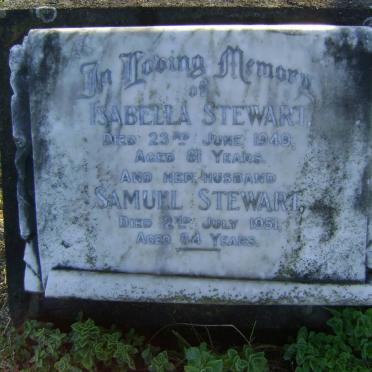 In Loving Memory
of
ISABELLA STEWART,
DIED 23RD JUNE 1949,
AGED 61 YEARS.
AND HER HUSBAND
SAMUEL STEWART,
DIED 2ND JULY 1951,
AGED 64 YEARS.